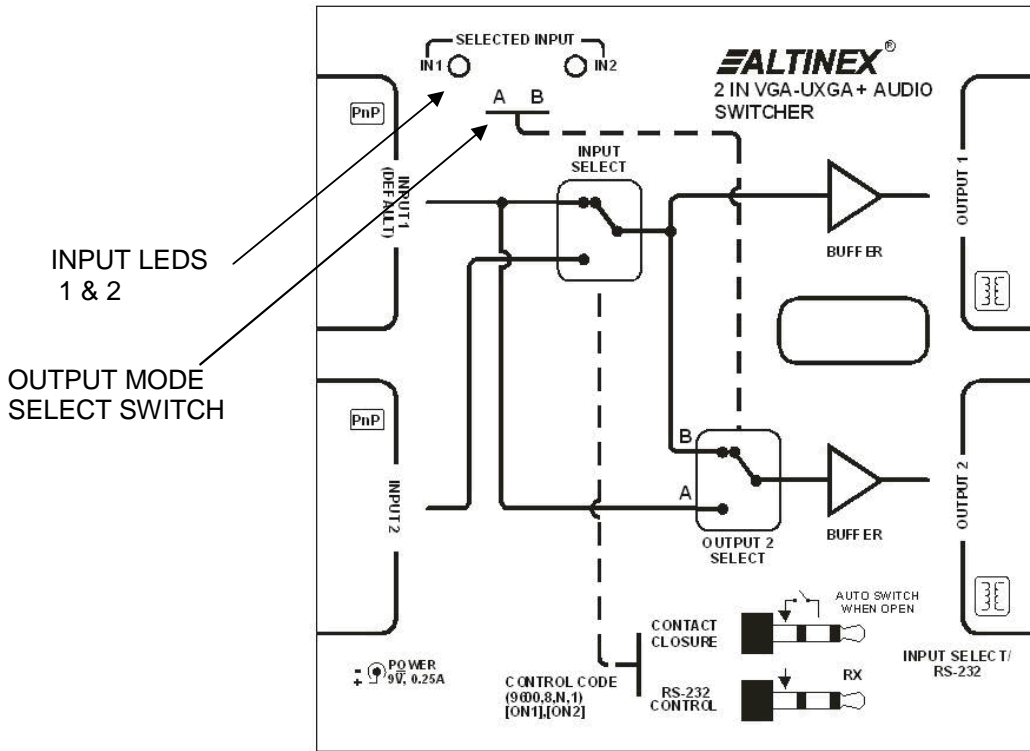 SELECTED INPUT
IN1
IN2
A B
ALTINEX®
2 IN VGA-UXGA+ AUDIO
SWITCHER
PnP
INPUT 1
(DEFAULT)
INPUT
SELECT
BUFFER
OUTPUT 1
INPUT LEDS
1 & 2
OUTPUT MODE
SELECT SWITCH
PnP
INPUT 2
B
A
OUTPUT 2
SELECT
BUFFER
OUTPUT 2
AUTO SWITCH
WHEN OPEN
CONTACT
CLOSURE
INPUT SELECT/
RS-232
- POWER
+ 9V, 0.25A
CONTROL CODE
(9600,8,N,1)
[ON1],[ON2]
RS-232
CONTROL
RX